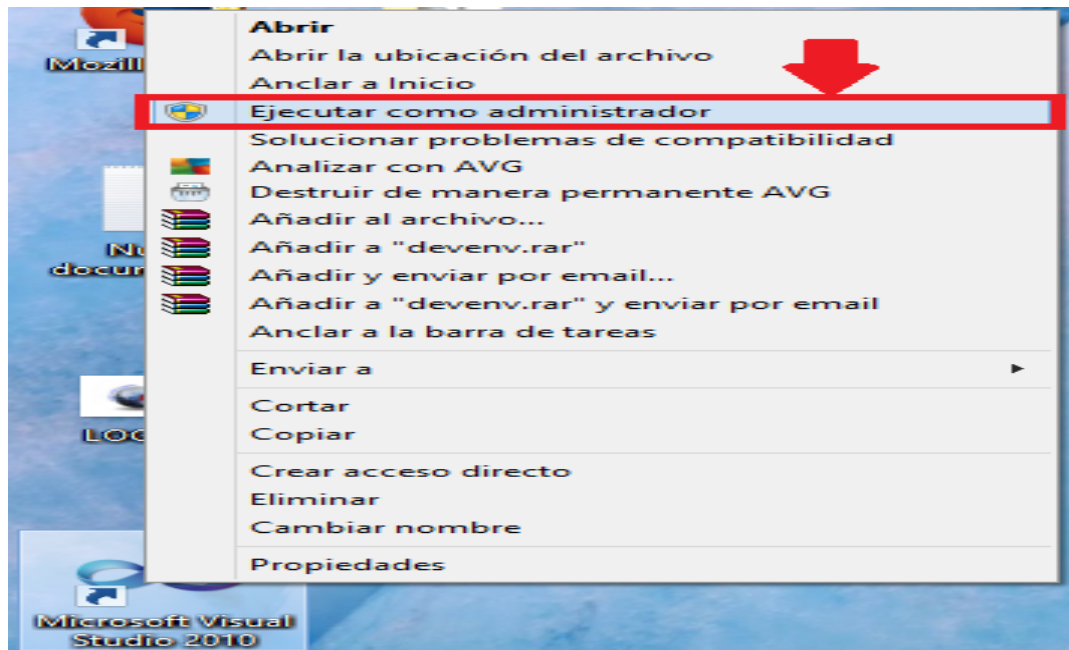 Abrir
Abrir la ubicación del archivo
Anclar a Inicio
Ejecutar como administrador
Solucionar problemas de compatibilidad
Analizar con AVG
Destruir de manera permanente AVG
Añadir al archivo...
Añadir a "devenv.rar"
Añadir y enviar por email...
Añadir a "devenv.rar" y enviar por email
Anclar a la barra de tareas
Enviar a
Cortar
Copiar
Crear acceso directo
Eliminar
Cambiar nombre
Propiedades
Microsoft Visual
Studio 2010